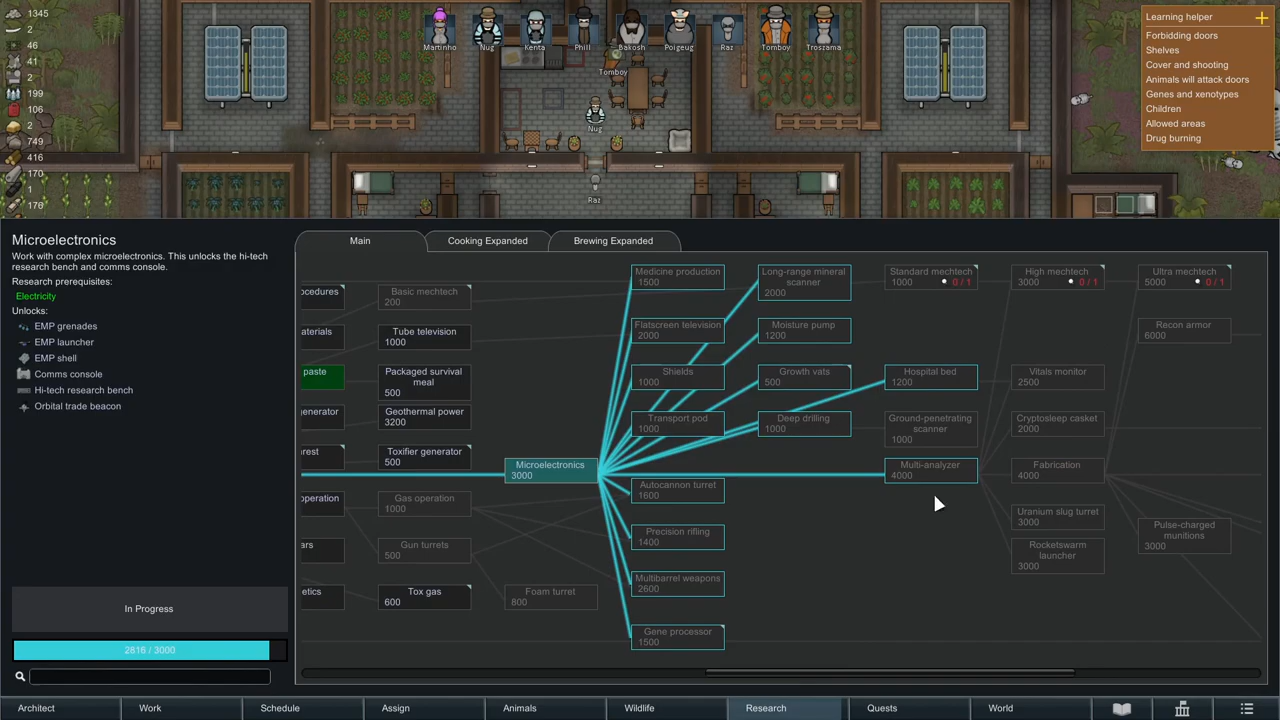 1345
2
46
41
2
199
106
2
749
416
170
1
176
Martinho
Nug
Kenta
Phill
Bakosh
Polgeug
Raz
Tomboy
Troszama
Tomboy
Nug
Raz
Learning helper
Forbidding doors
Shelves
Cover and shooting
Animals will attack doors
Genes and xenotypes
Children
Allowed areas
Drug burning
Microelectronics
Work with complex microelectronics. This unlocks the hi-tech
research bench and comms console.
Research prerequisites:
Electricity
Unlocks:
EMP grenades
EMP launcher
EMP shell
Comms console
Hi-tech research bench
Orbital trade beacon
In Progress
2816 / 3000
Main
Cooking Expanded
Brewing Expanded
ocedures
aterials
paste
generator
rest
operation
ars
etics
Basic mechtech
200
Tube television
1000
Packaged survival
meal
500
Geothermal power
3200
Toxifier generator
500
Gas operation
1000
Gun turrets
500
Tox gas
600
Microelectronics
3000
Foam turret
800
Medicine production
1500
Flatscreen television
2000
Shields
1000
Transport pod
1000
Autocannon turret
1600
Precision rifling
1400
Multibarrel weapons
2600
Gene processor
1500
Long-range mineral
scanner
2000
Moisture pump
1200
Growth vats
500
Deep drilling
1000
Standard mechtech
1000
0 / 1
Hospital bed
1200
Ground-penetrating
scanner
1000
Multi-analyzer
4000
High mechtech
3000
0 / 1
Vitals monitor
2500
Cryptosleep casket
2000
Fabrication
4000
Uranium slug turret
3000
Rocketswarm
launcher
3000
Ultra mechtech
5000
0 / 1
Recon armor
6000
Pulse-charged
munitions
3000
Architect
Work
Schedule
Assign
Animals
Wildlife
Research
Quests
World